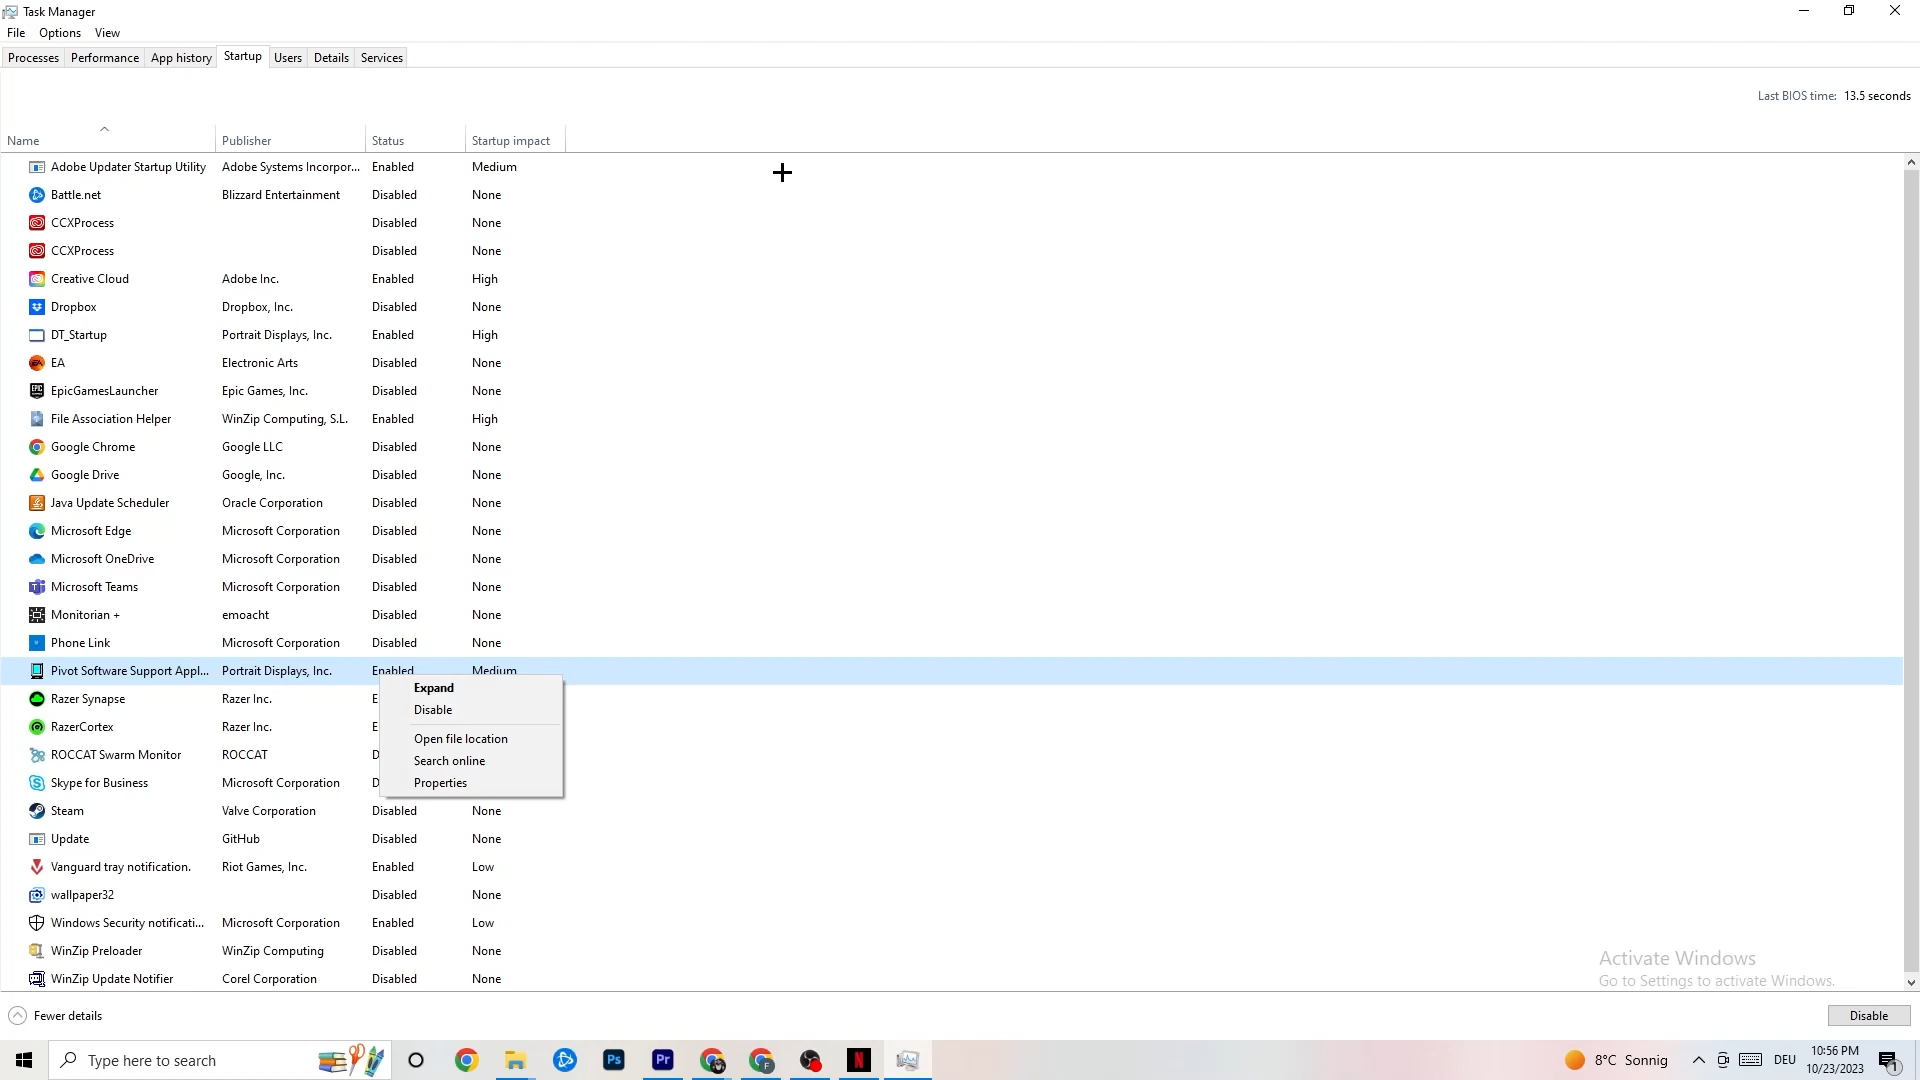 Task Manager
File Options View
Processes Performance App history Startup Users Details Services
Last BIOS time: 13.5 seconds
Name Publisher Status Startup impact
Adobe Updater Startup Utility Adobe Systems Incorpor... Enabled Medium
Battle.net Blizzard Entertainment Disabled None
CCXProcess Disabled None
CCXProcess Disabled None
Creative Cloud Adobe Inc. Enabled High
Dropbox Dropbox, Inc. Disabled None
DT_Startup Portrait Displays, Inc. Enabled High
EA Electronic Arts Disabled None
EpicGamesLauncher Epic Games, Inc. Disabled None
File Association Helper WinZip Computing, S.L. Enabled High
Google Chrome Google LLC Disabled None
Google Drive Google, Inc. Disabled None
Java Update Scheduler Oracle Corporation Disabled None
Microsoft Edge Microsoft Corporation Disabled None
Microsoft OneDrive Microsoft Corporation Disabled None
Microsoft Teams Microsoft Corporation Disabled None
Monitorian + emoacht Disabled None
Phone Link Microsoft Corporation Disabled None
Pivot Software Support Appl... Portrait Displays, Inc. Enabled Medium
Razer Synapse Razer Inc. E
RazerCortex Razer Inc. E
ROCCAT Swarm Monitor ROCCAT D
Skype for Business Microsoft Corporation D
Expand
Disable
Open file location
Search online
Properties
Steam Valve Corporation Disabled None
Update GitHub Disabled None
Vanguard tray notification. Riot Games, Inc. Enabled Low
wallpaper32 Disabled None
Windows Security notificati... Microsoft Corporation Enabled Low
WinZip Preloader WinZip Computing Disabled None
WinZip Update Notifier Corel Corporation Disabled None
Activate Windows
Go to Settings to activate Windows.
Fewer details Disable
Type here to search Ps Pr F N 8°C Sonnig DEU 10:56 PM
10/23/2023 1